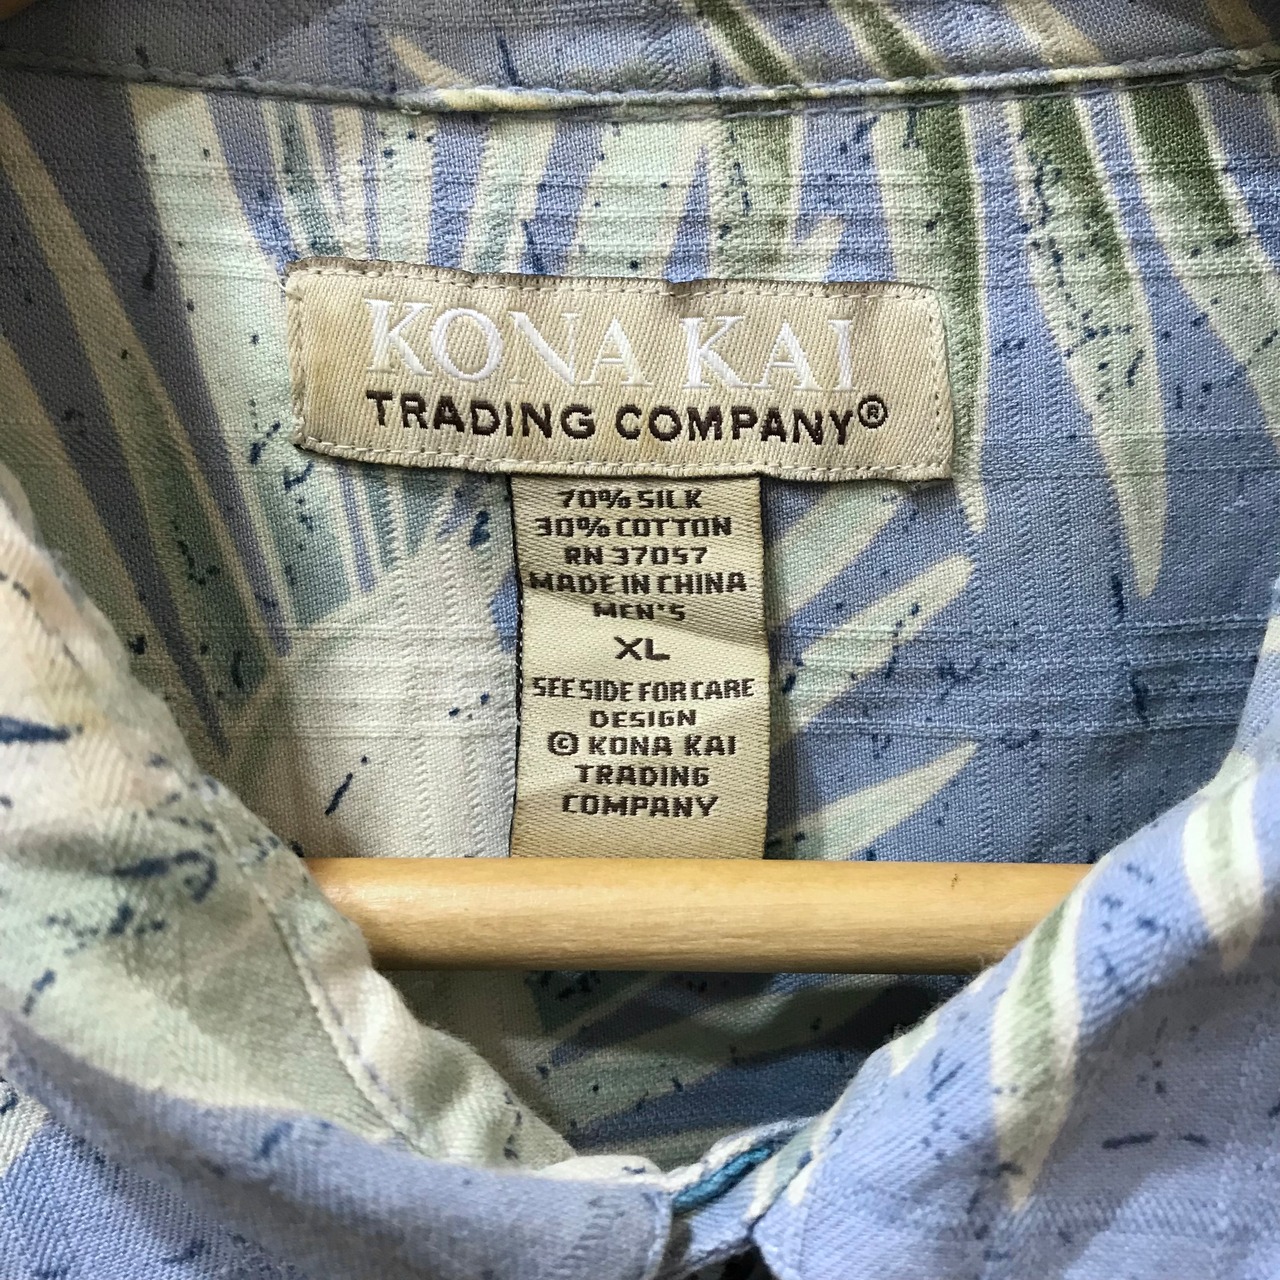 KONA KAI
TRADING COMPANY®
70% SILK
30% COTTON
RN 37057
MADE IN CHINA
MEN'S
XL
SEE SIDE FOR CARE
DESIGN
© KONA KAI
TRADING
COMPANY